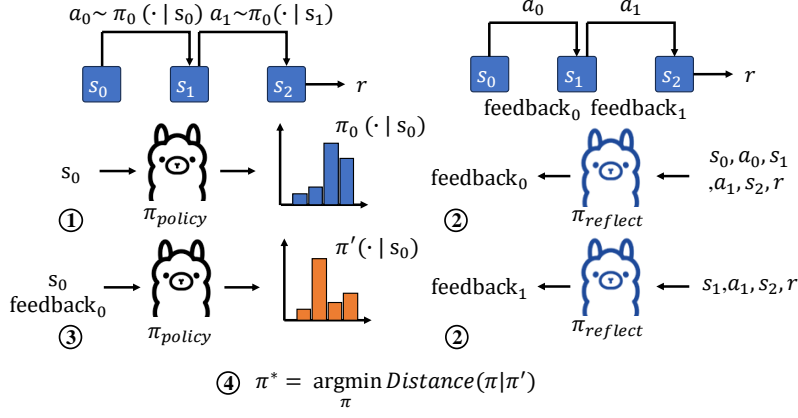 a₀~ π₀ (· | s₀)  a₁~π₀(· | s₁)
s₀ s₁ s₂ r
s₀
π₀ (· | s₀)
π_policy
①
s₀
feedback₀
π′(· | s₀)
π_policy
③
a₀ a₁
s₀ s₁ s₂ r
feedback₀ feedback₁
feedback₀
s₀, a₀, s₁
,a₁, s₂, r
π_reflect
②
feedback₁
s₁,a₁, s₂, r
π_reflect
②
④ π* = argmin Distance(π|π′)
π